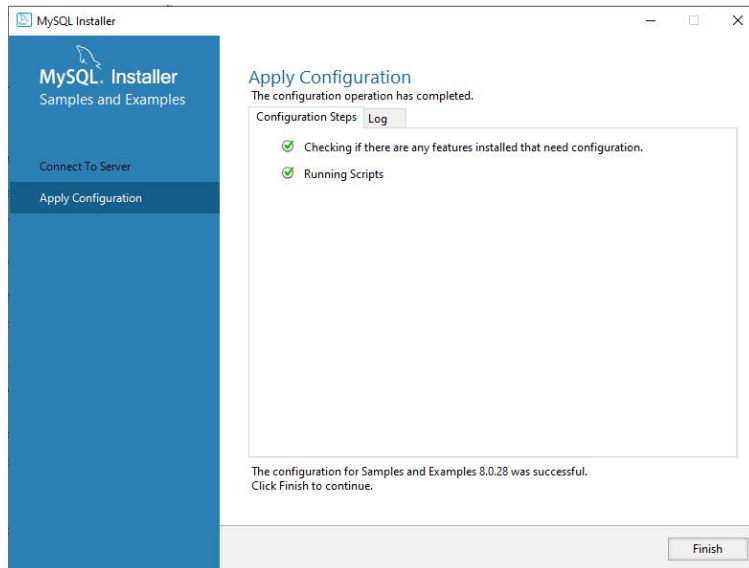 MySQL Installer
MySQL. Installer
Samples and Examples
Connect To Server
Apply Configuration
Apply Configuration
The configuration operation has completed.
Configuration Steps Log
Checking if there are any features installed that need configuration.
Running Scripts
The configuration for Samples and Examples 8.0.28 was successful.
Click Finish to continue.
Finish